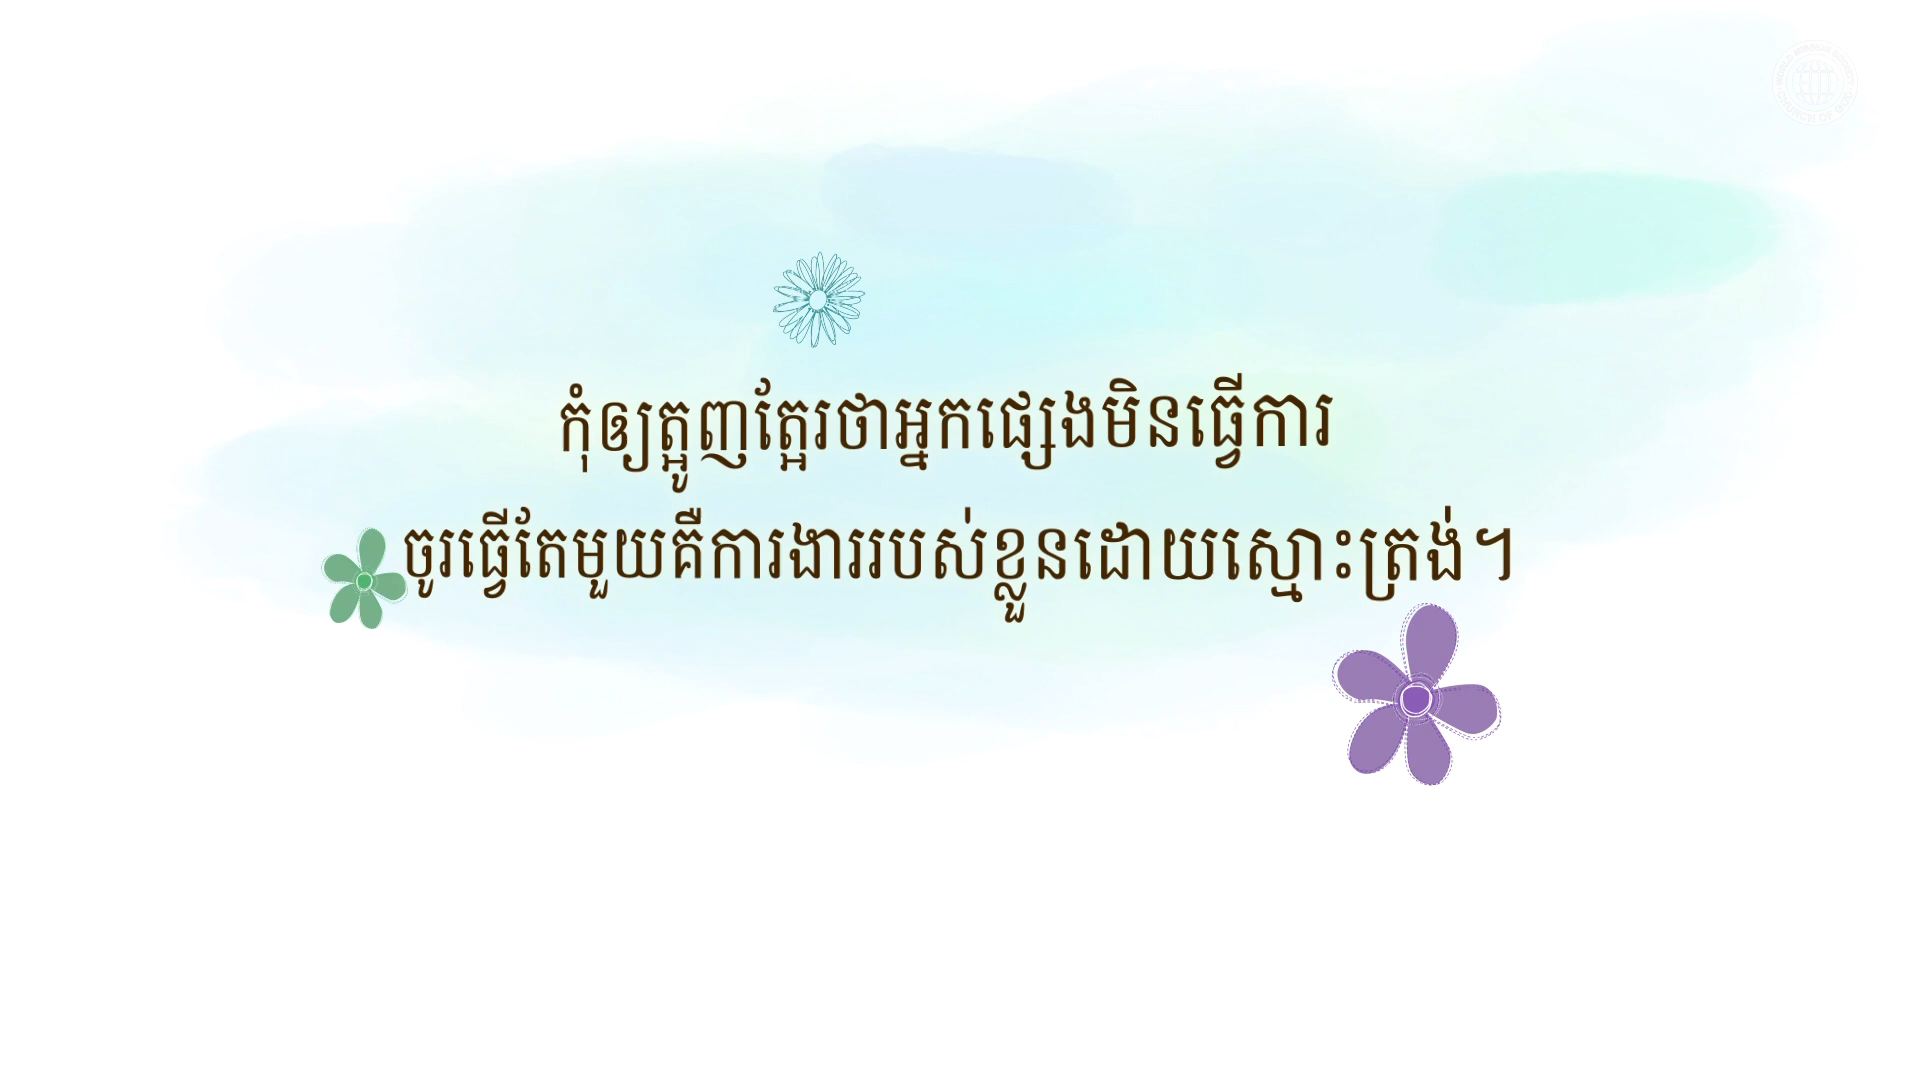 កុំឲ្យត្អូញត្អែរថាអ្នកផ្សេងមិនធ្វើការ
ចូរធ្វើតែមួយគឺការងាររបស់ខ្លួនដោយស្មោះត្រង់។